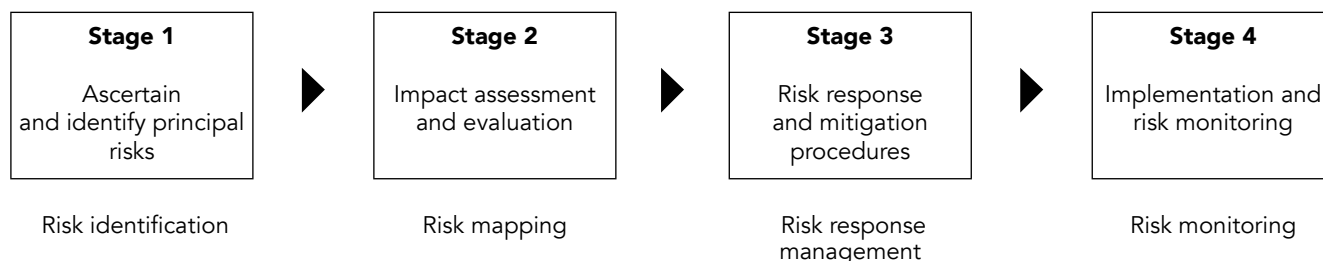 Stage 1
Ascertain
and identify principal
risks
Risk identification
Stage 2
Impact assessment
and evaluation
Risk mapping
Stage 3
Risk response
and mitigation
procedures
Risk response
management
Stage 4
Implementation and
risk monitoring
Risk monitoring